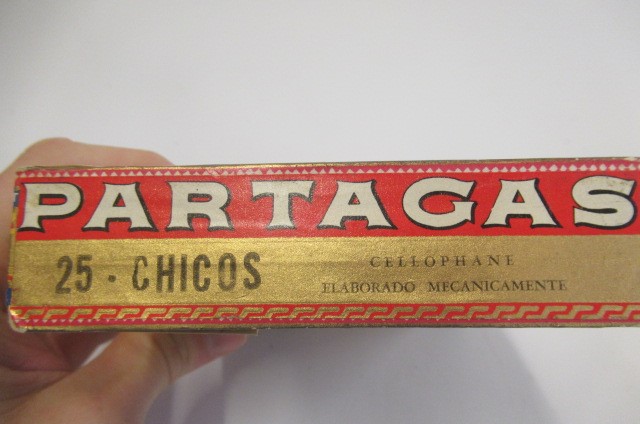 PARTAGAS
25 · CHICOS
CELLOPHANE
ELABORADO MECANICAMENTE